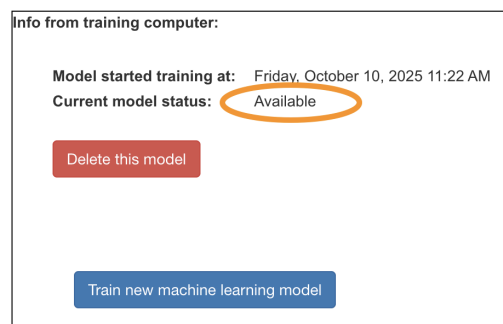 Info from training computer:
Model started training at: Friday, October 10, 2025 11:22 AM
Current model status: Available
Delete this model
Train new machine learning model